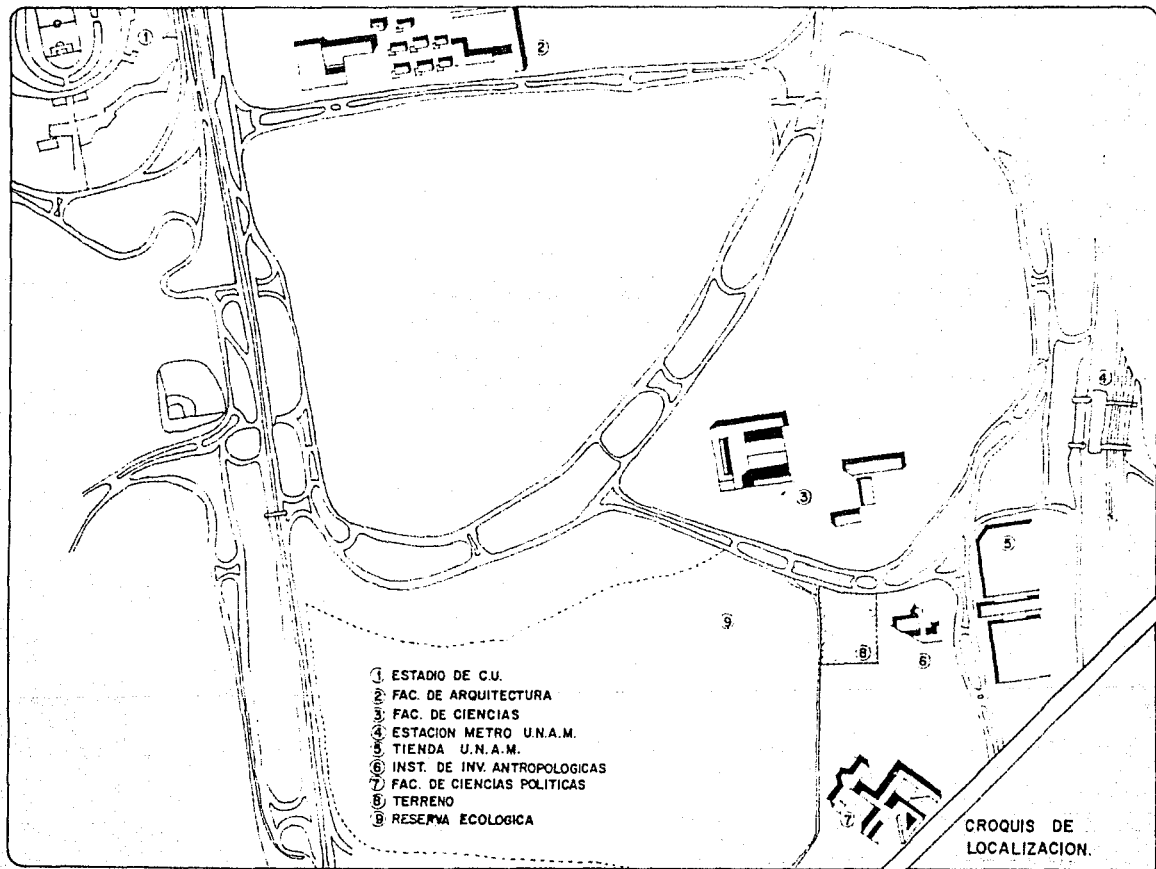 1
2
4
3
5
9
8
6
① ESTADIO DE C.U.
② FAC. DE ARQUITECTURA
③ FAC. DE CIENCIAS
④ ESTACION METRO U.N.A.M.
⑤ TIENDA U.N.A.M.
⑥ INST. DE INV. ANTROPOLOGICAS
⑦ FAC. DE CIENCIAS POLITICAS
⑧ TERRENO
⑨ RESERVA ECOLOGICA
7
CROQUIS DE
LOCALIZACION.